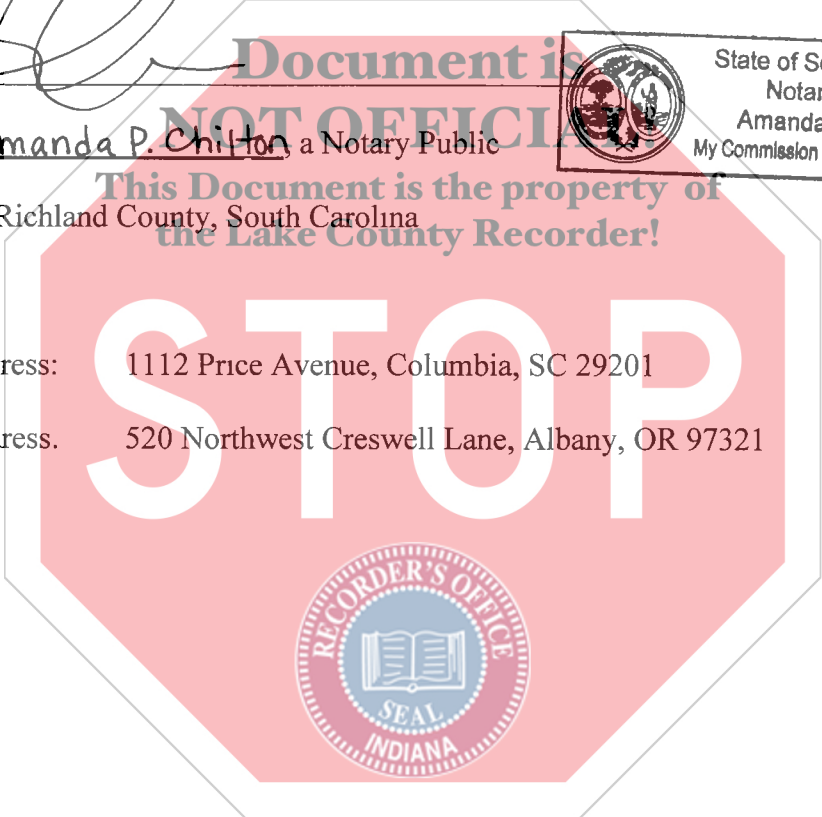 Document is
State of So
Notar
Amanda
My Commission
NOT OFFICIAL!
manda P. Chilton, a Notary Public
This Document is the property of
Richland County, South Carolina
the Lake County Recorder!
STOP
ress: 1112 Price Avenue, Columbia, SC 29201
ress. 520 Northwest Creswell Lane, Albany, OR 97321
RECORDER'S OFFICE
SEAL
INDIANA